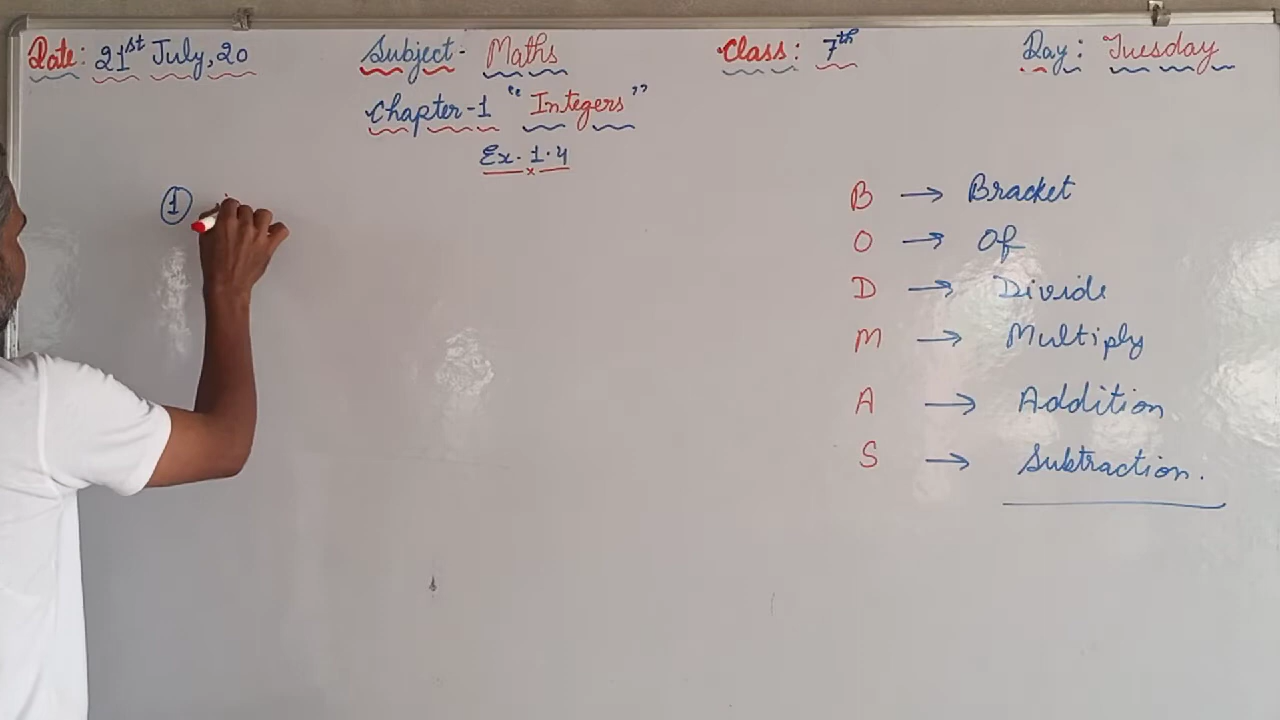 Date: 21st July, 20 Subject- Maths Class: 7th Day: Tuesday
Chapter-1 "Integers"
Ex. 1.4
1
B → Bracket
O → Of
D → Divide
M → Multiply
A → Addition
S → Subtraction.